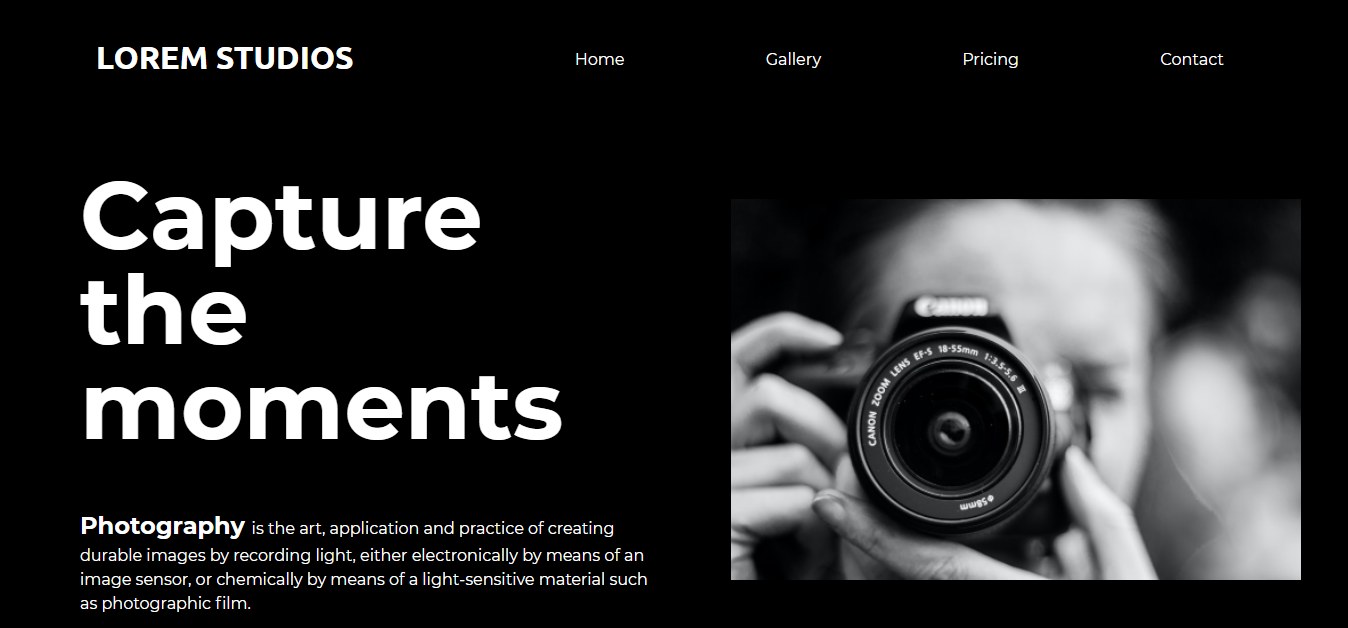 LOREM STUDIOS
Home
Gallery
Pricing
Contact
Capture
the
moments
Photography is the art, application and practice of creating
durable images by recording light, either electronically by means of an
image sensor, or chemically by means of a light-sensitive material such
as photographic film.
Canon
CANON ZOOM LENS EF-S 18-55mm 1:3.5-5.6 III
Φ58mm